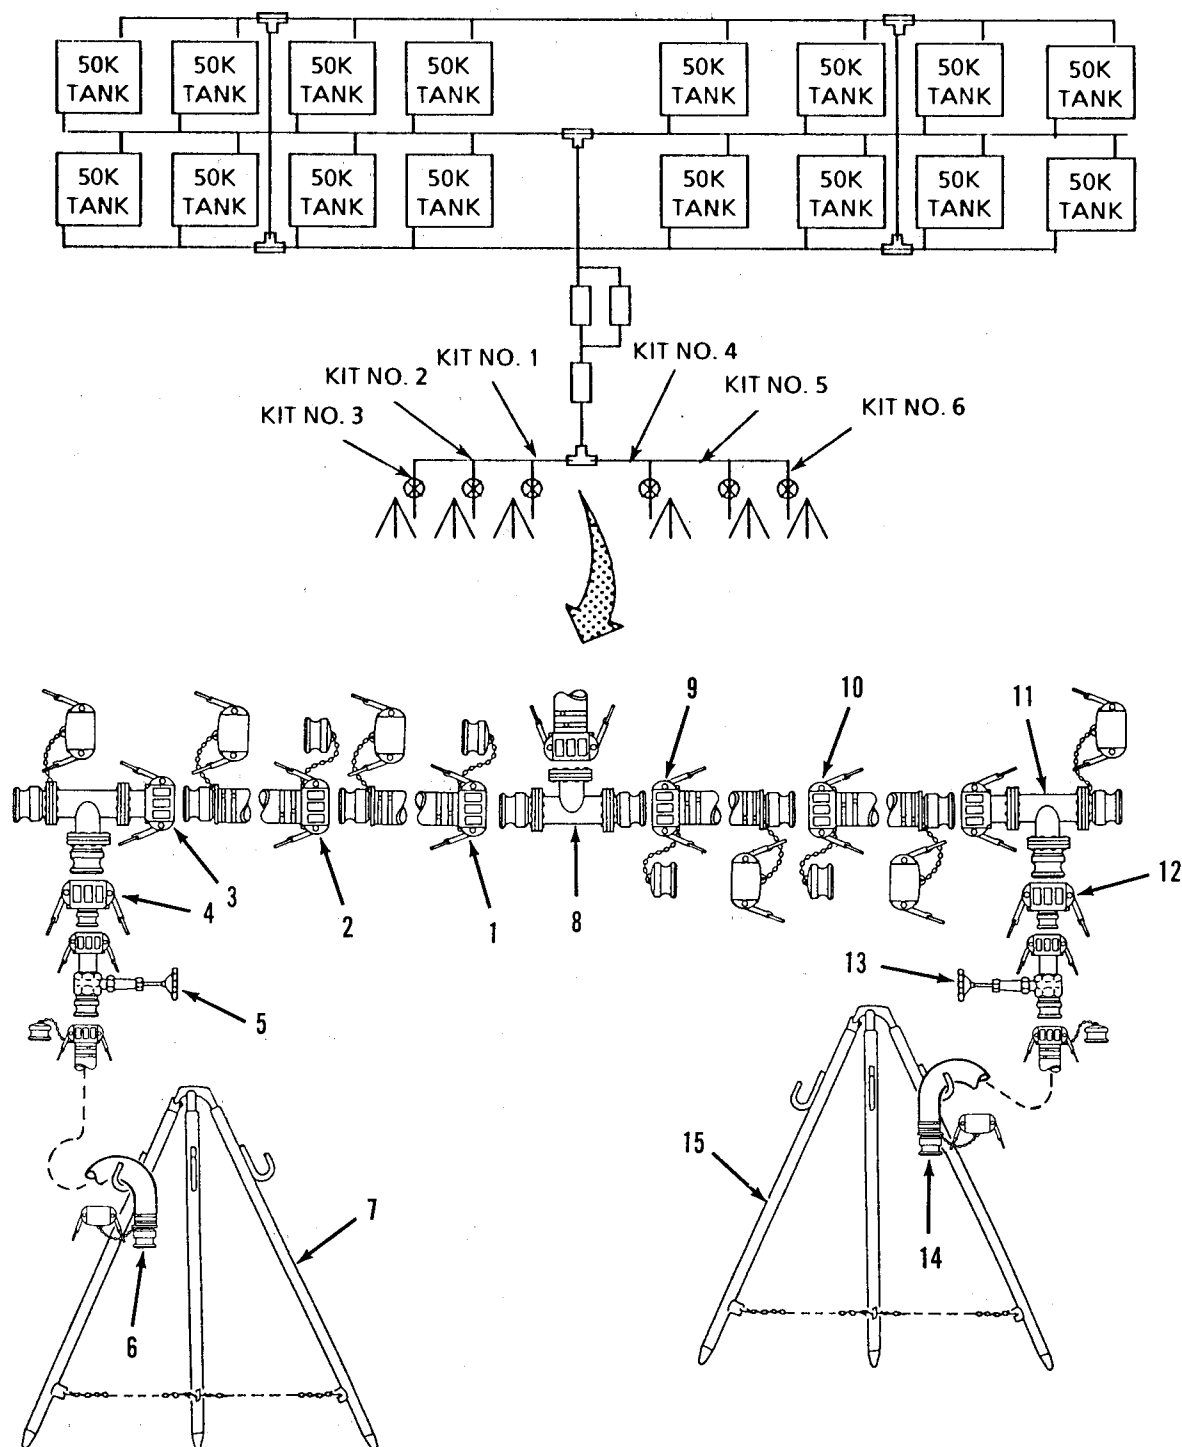 50K 50K 50K 50K 50K 50K 50K 50K
TANK TANK TANK TANK TANK TANK TANK TANK
50K 50K 50K 50K 50K 50K 50K 50K
TANK TANK TANK TANK TANK TANK TANK TANK
KIT NO. 1
KIT NO. 2
KIT NO. 3
KIT NO. 4
KIT NO. 5
KIT NO. 6
9
10
11
3
4
2
1
8
12
5
13
6
7
15
14